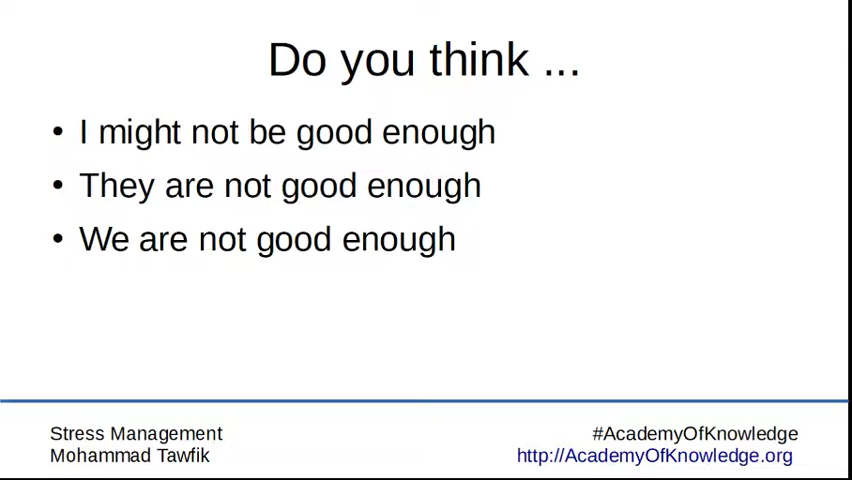 Do you think ...
• I might not be good enough
• They are not good enough
• We are not good enough
Stress Management
Mohammad Tawfik
#AcademyOfKnowledge
http://AcademyOfKnowledge.org